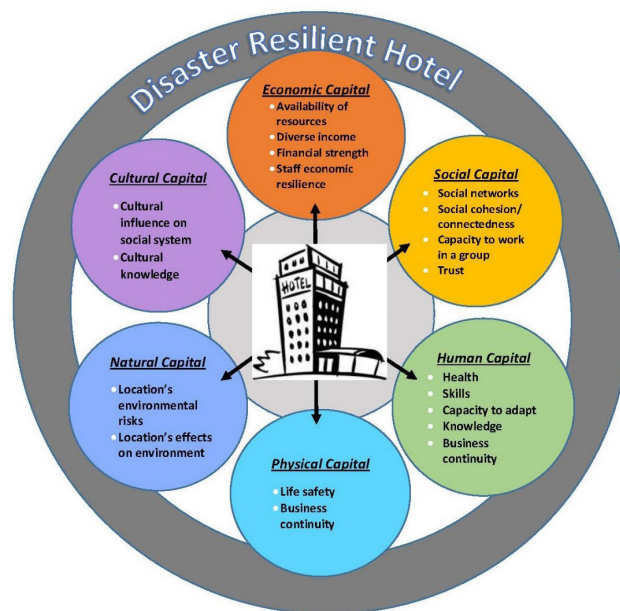 Disaster Resilient Hotel
Economic Capital
Availability of
resources
Diverse income
Financial strength
Staff economic
resilience
Social Capital
Social networks
Social cohesion/
connectedness
Capacity to work
in a group
Trust
Human Capital
Health
Skills
Capacity to adapt
Knowledge
Business
continuity
Physical Capital
Life safety
Business
continuity
Natural Capital
Location's
environmental
risks
Location's effects
on environment
Cultural Capital
Cultural
influence on
social system
Cultural
knowledge
HOTEL